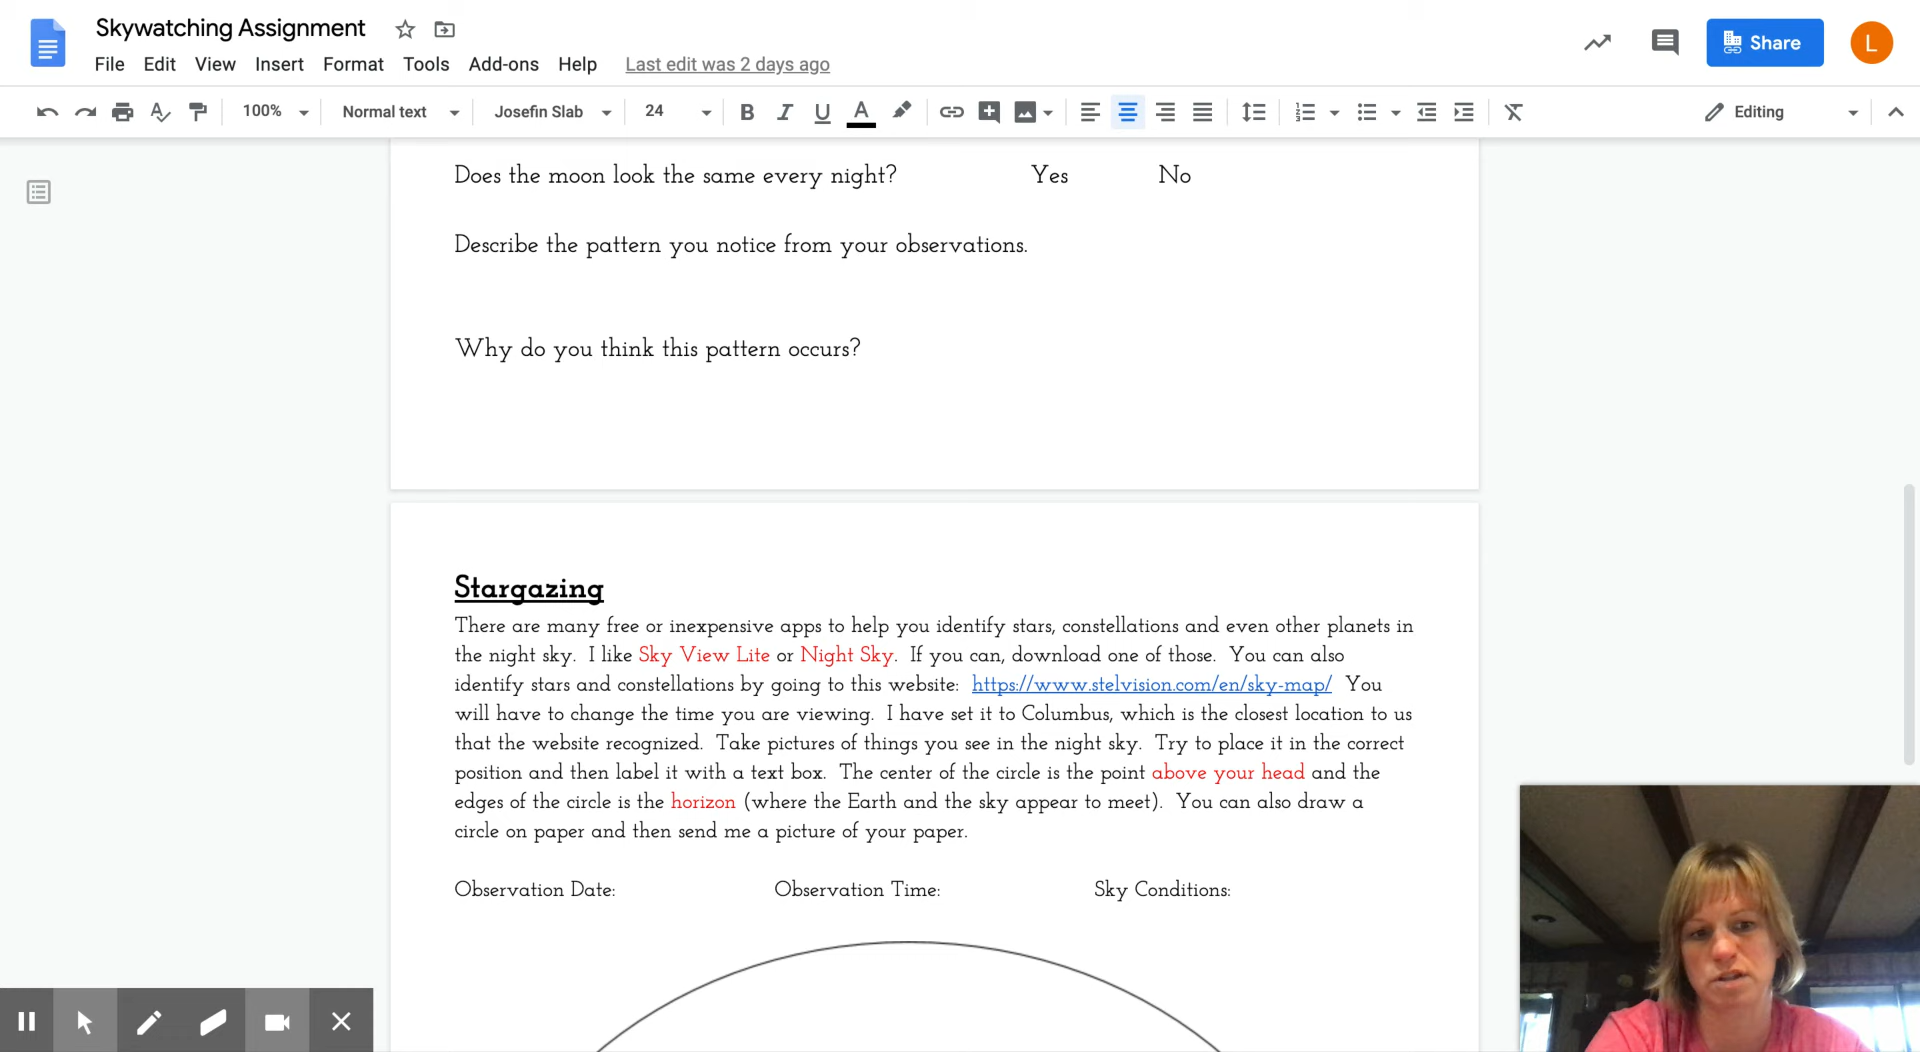 Skywatching Assignment
File Edit View Insert Format Tools Add-ons Help Last edit was 2 days ago
Share
L
100% Normal text Josefin Slab 24 B I U A Editing
Does the moon look the same every night? Yes No
Describe the pattern you notice from your observations.
Why do you think this pattern occurs?
Stargazing
There are many free or inexpensive apps to help you identify stars, constellations and even other planets in
the night sky. I like Sky View Lite or Night Sky. If you can, download one of those. You can also
identify stars and constellations by going to this website: https://www.stelvision.com/en/sky-map/ You
will have to change the time you are viewing. I have set it to Columbus, which is the closest location to us
that the website recognized. Take pictures of things you see in the night sky. Try to place it in the correct
position and then label it with a text box. The center of the circle is the point above your head and the
edges of the circle is the horizon (where the Earth and the sky appear to meet). You can also draw a
circle on paper and then send me a picture of your paper.
Observation Date: Observation Time: Sky Conditions: